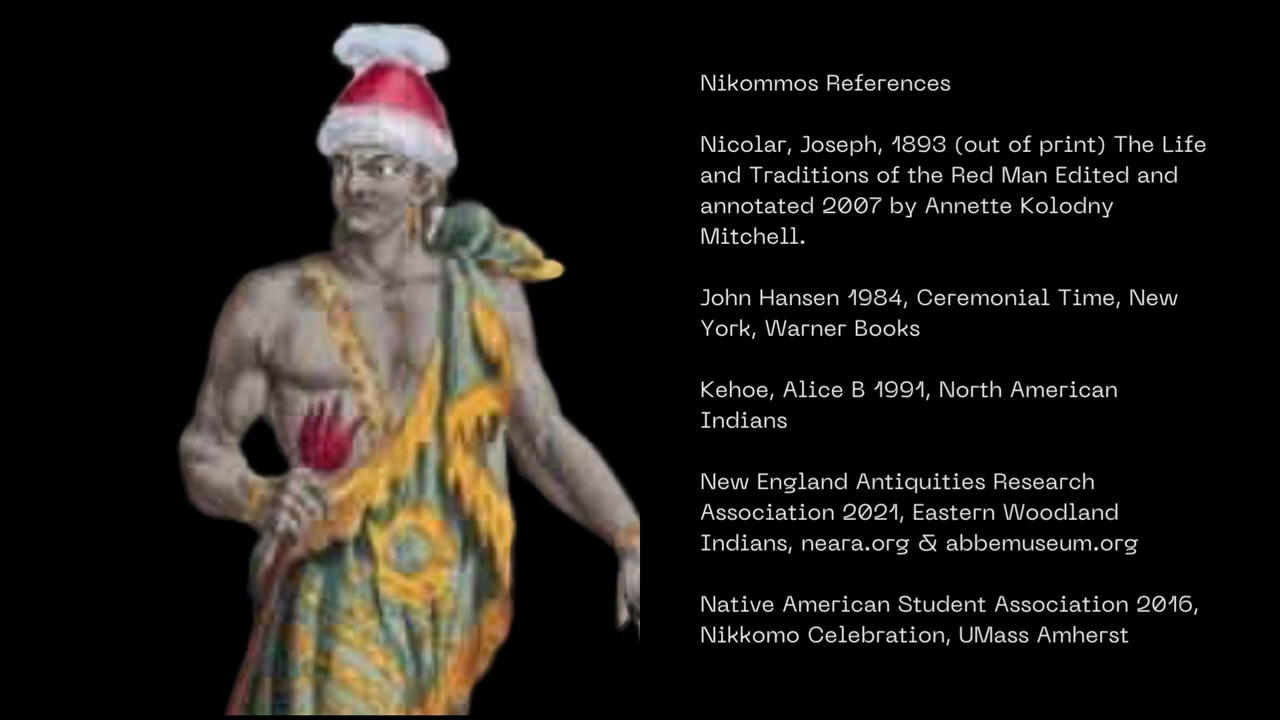 Nikommos References
Nicolar, Joseph, 1893 (out of print) The Life
and Traditions of the Red Man Edited and
annotated 2007 by Annette Kolodny
Mitchell.
John Hansen 1984, Ceremonial Time, New
York, Warner Books
Kehoe, Alice B 1991, North American
Indians
New England Antiquities Research
Association 2021, Eastern Woodland
Indians, neara.org & abbemuseum.org
Native American Student Association 2016,
Nikkomo Celebration, UMass Amherst